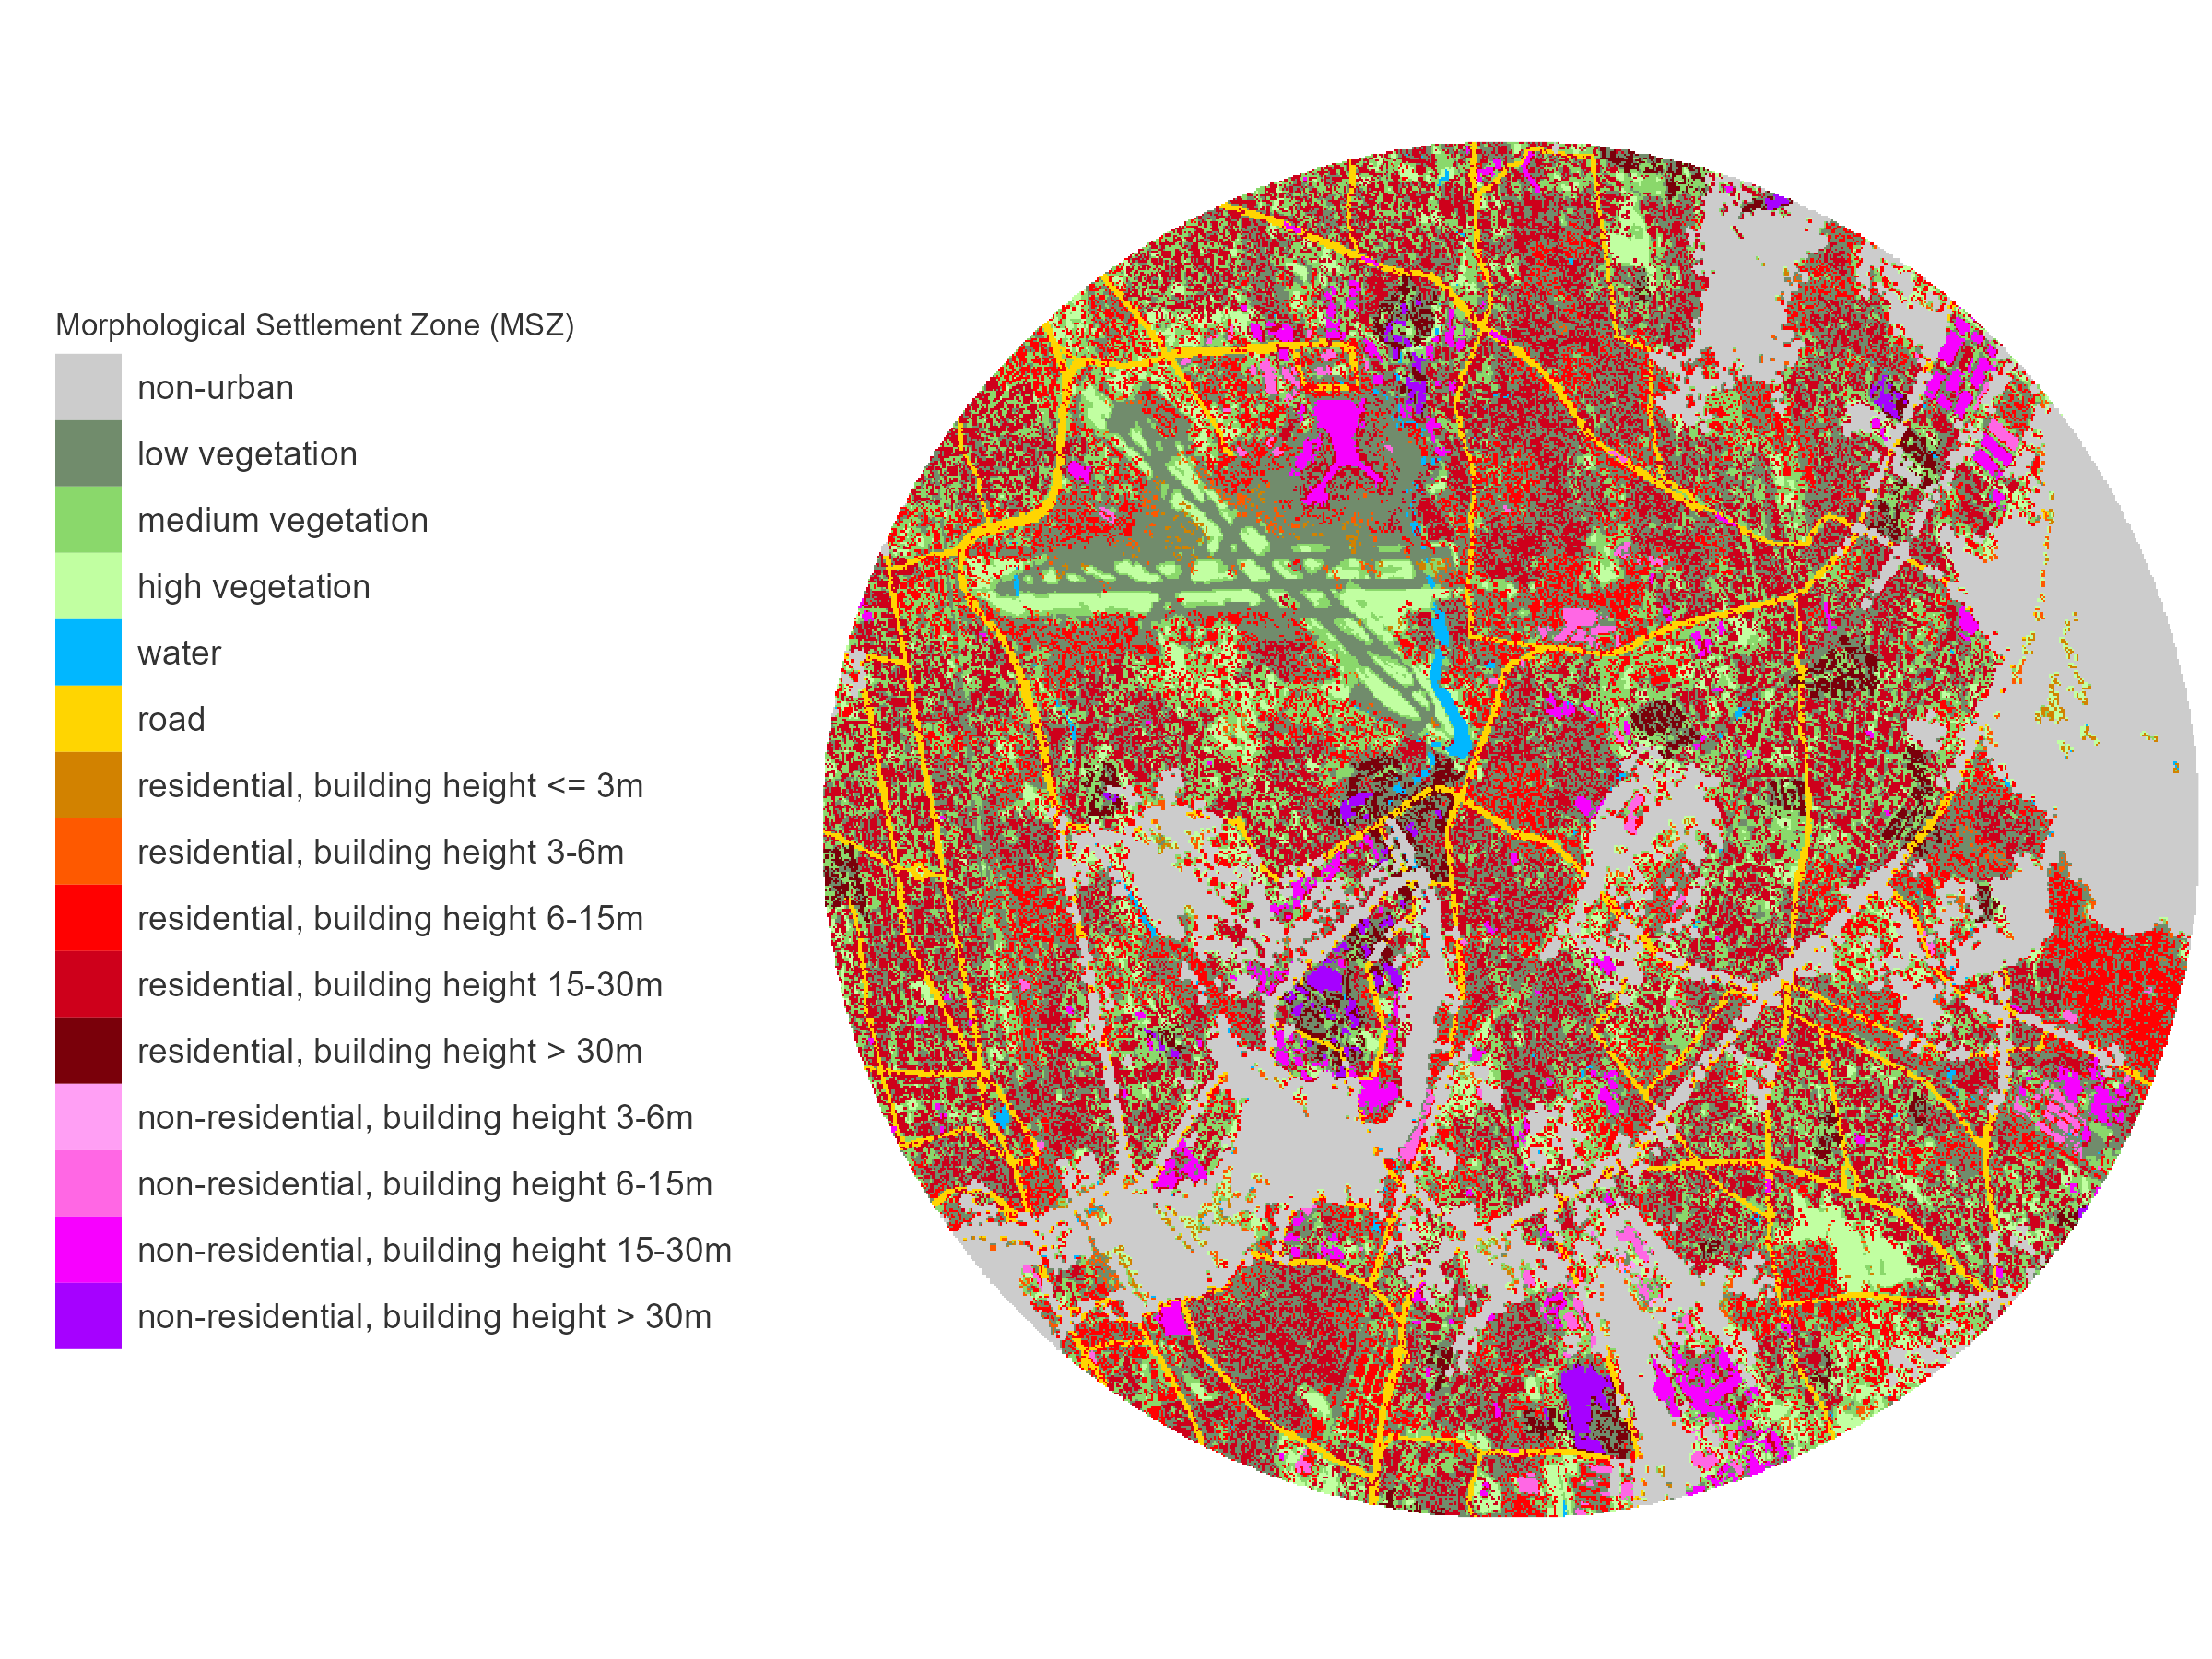 Morphological Settlement Zone (MSZ)
non-urban
low vegetation
medium vegetation
high vegetation
water
road
residential, building height <= 3m
residential, building height 3-6m
residential, building height 6-15m
residential, building height 15-30m
residential, building height > 30m
non-residential, building height 3-6m
non-residential, building height 6-15m
non-residential, building height 15-30m
non-residential, building height > 30m